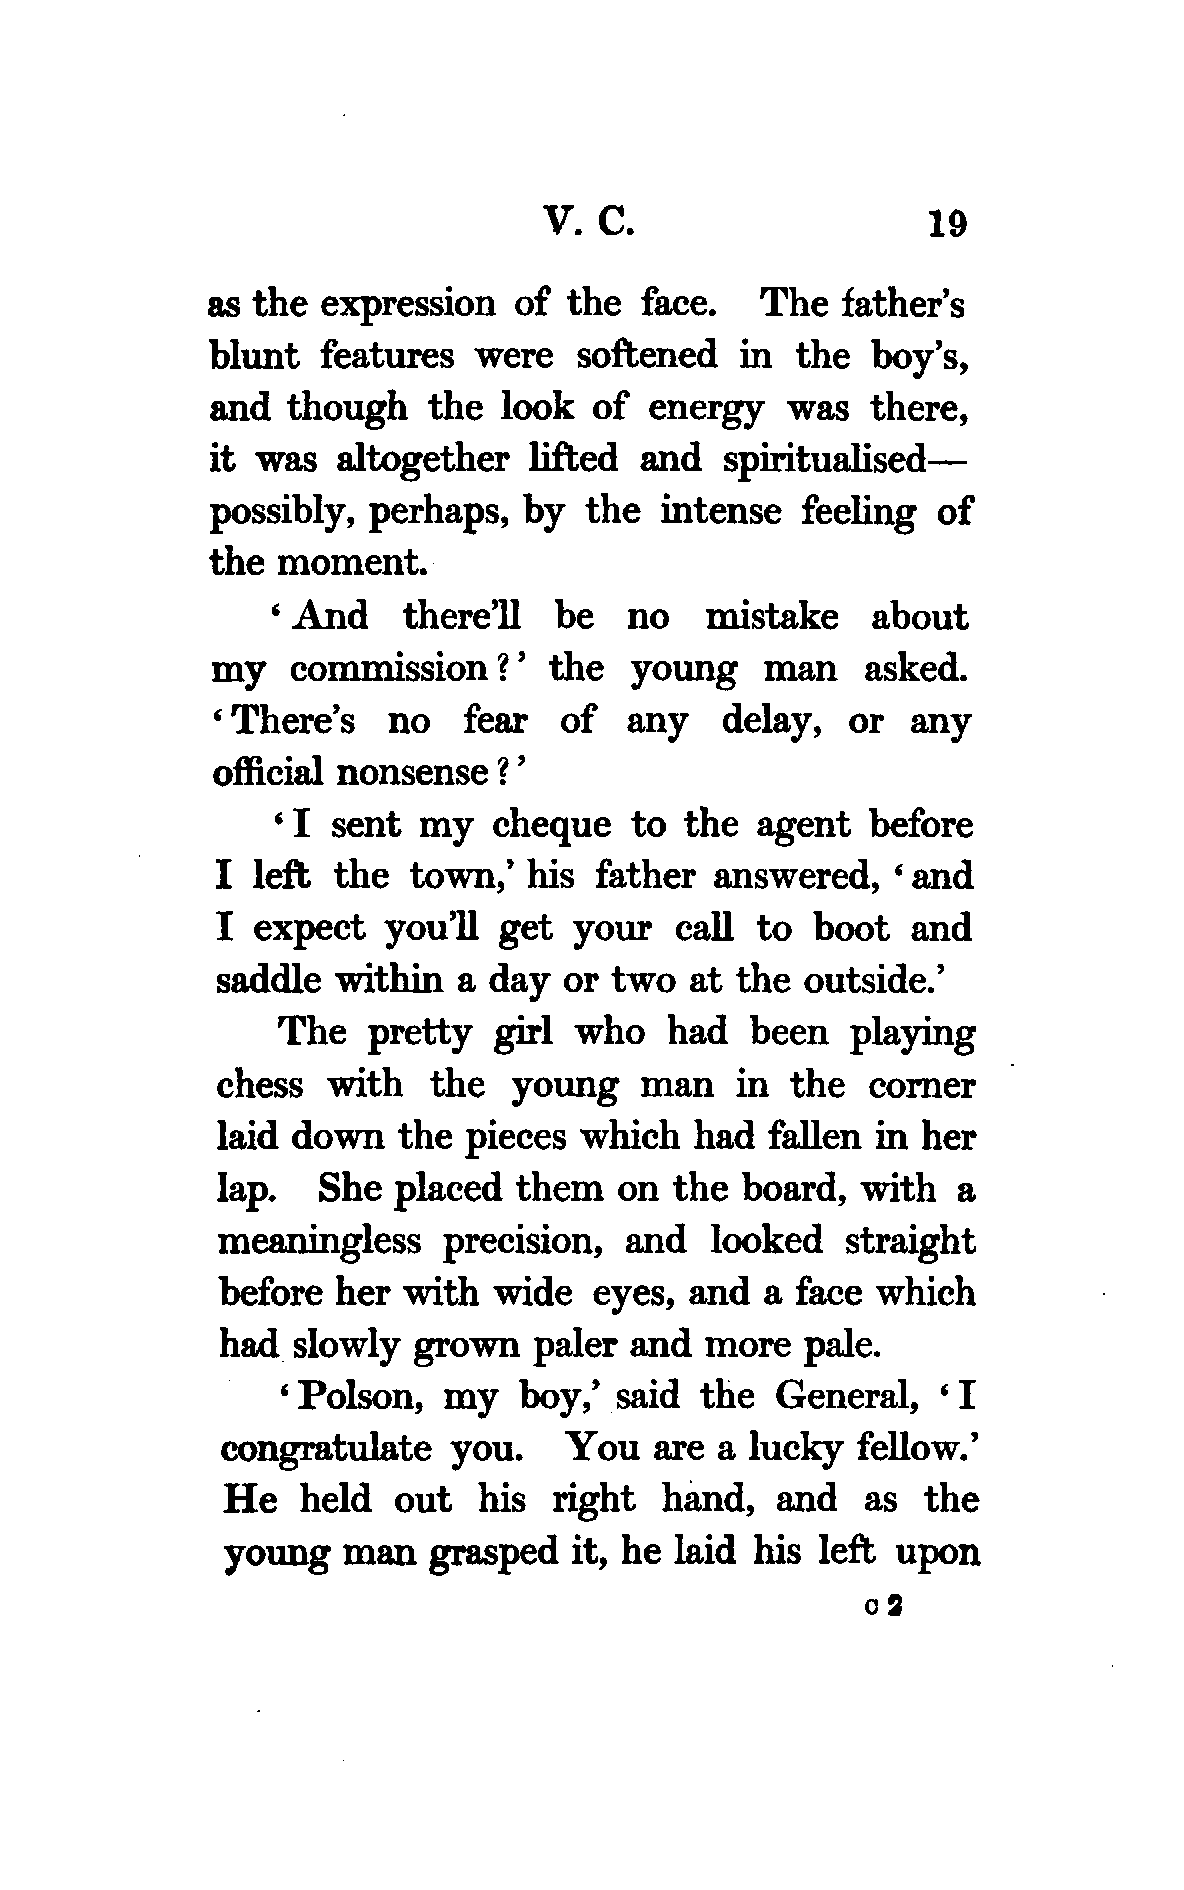 V. C. 19
as the expression of the face. The father's
blunt features were softened in the boy's,
and though the look of energy was there,
it was altogether lifted and spiritualised—
possibly, perhaps, by the intense feeling of
the moment.
‘And there'll be no mistake about
my commission?’ the young man asked.
‘There's no fear of any delay, or any
official nonsense?’
‘I sent my cheque to the agent before
I left the town,’ his father answered, ‘and
I expect you'll get your call to boot and
saddle within a day or two at the outside.’
The pretty girl who had been playing
chess with the young man in the corner
laid down the pieces which had fallen in her
lap. She placed them on the board, with a
meaningless precision, and looked straight
before her with wide eyes, and a face which
had slowly grown paler and more pale.
‘Polson, my boy,’ said the General, ‘I
congratulate you. You are a lucky fellow.’
He held out his right hand, and as the
young man grasped it, he laid his left upon
C 2